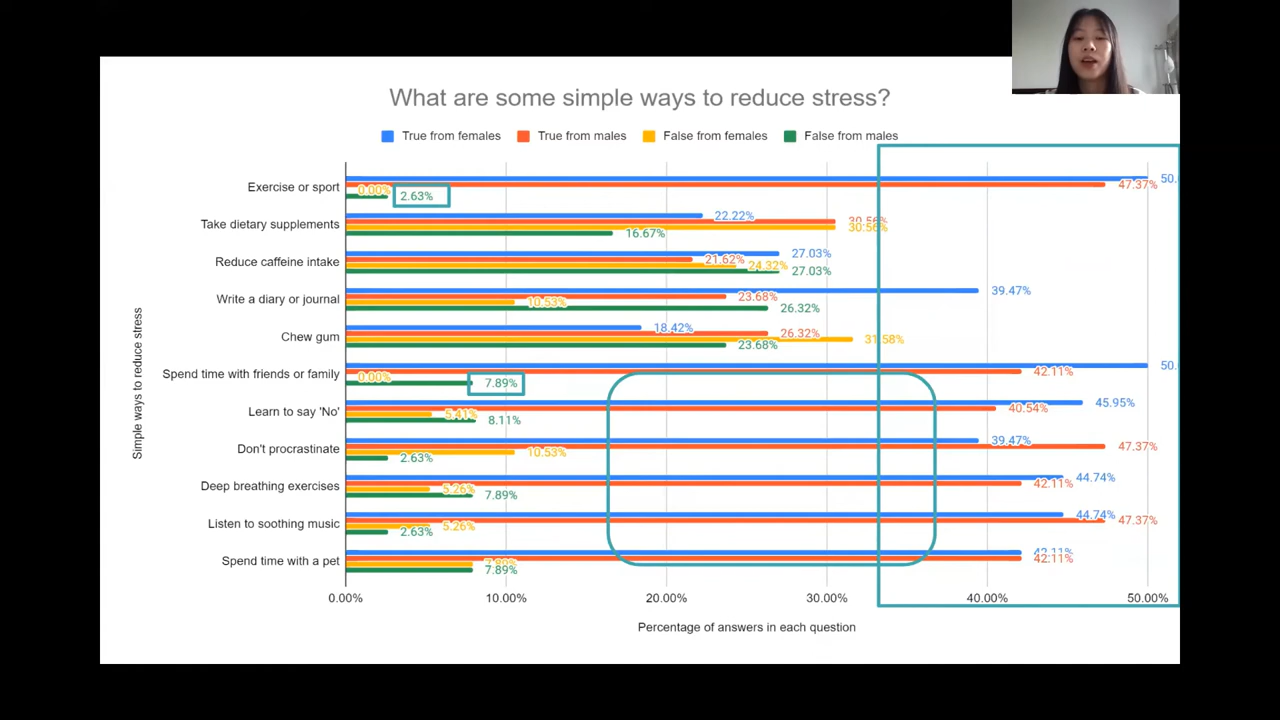 What are some simple ways to reduce stress?
True from females True from males False from females False from males
Simple ways to reduce stress
Exercise or sport 50. 47.37% 0.00% 2.63%
Take dietary supplements 22.22% 30.56% 30.56% 16.67%
Reduce caffeine intake 27.03% 21.62% 24.32% 27.03%
Write a diary or journal 39.47% 23.68% 10.53% 26.32%
Chew gum 18.42% 26.32% 31.58% 23.68%
Spend time with friends or family 50. 42.11% 0.00% 7.89%
Learn to say 'No' 45.95% 40.54% 5.41% 8.11%
Don't procrastinate 39.47% 47.37% 10.53% 2.63%
Deep breathing exercises 44.74% 42.11% 5.26% 7.89%
Listen to soothing music 44.74% 47.37% 5.26% 2.63%
Spend time with a pet 42.11% 42.11% 7.89% 7.89%
0.00% 10.00% 20.00% 30.00% 40.00% 50.00%
Percentage of answers in each question